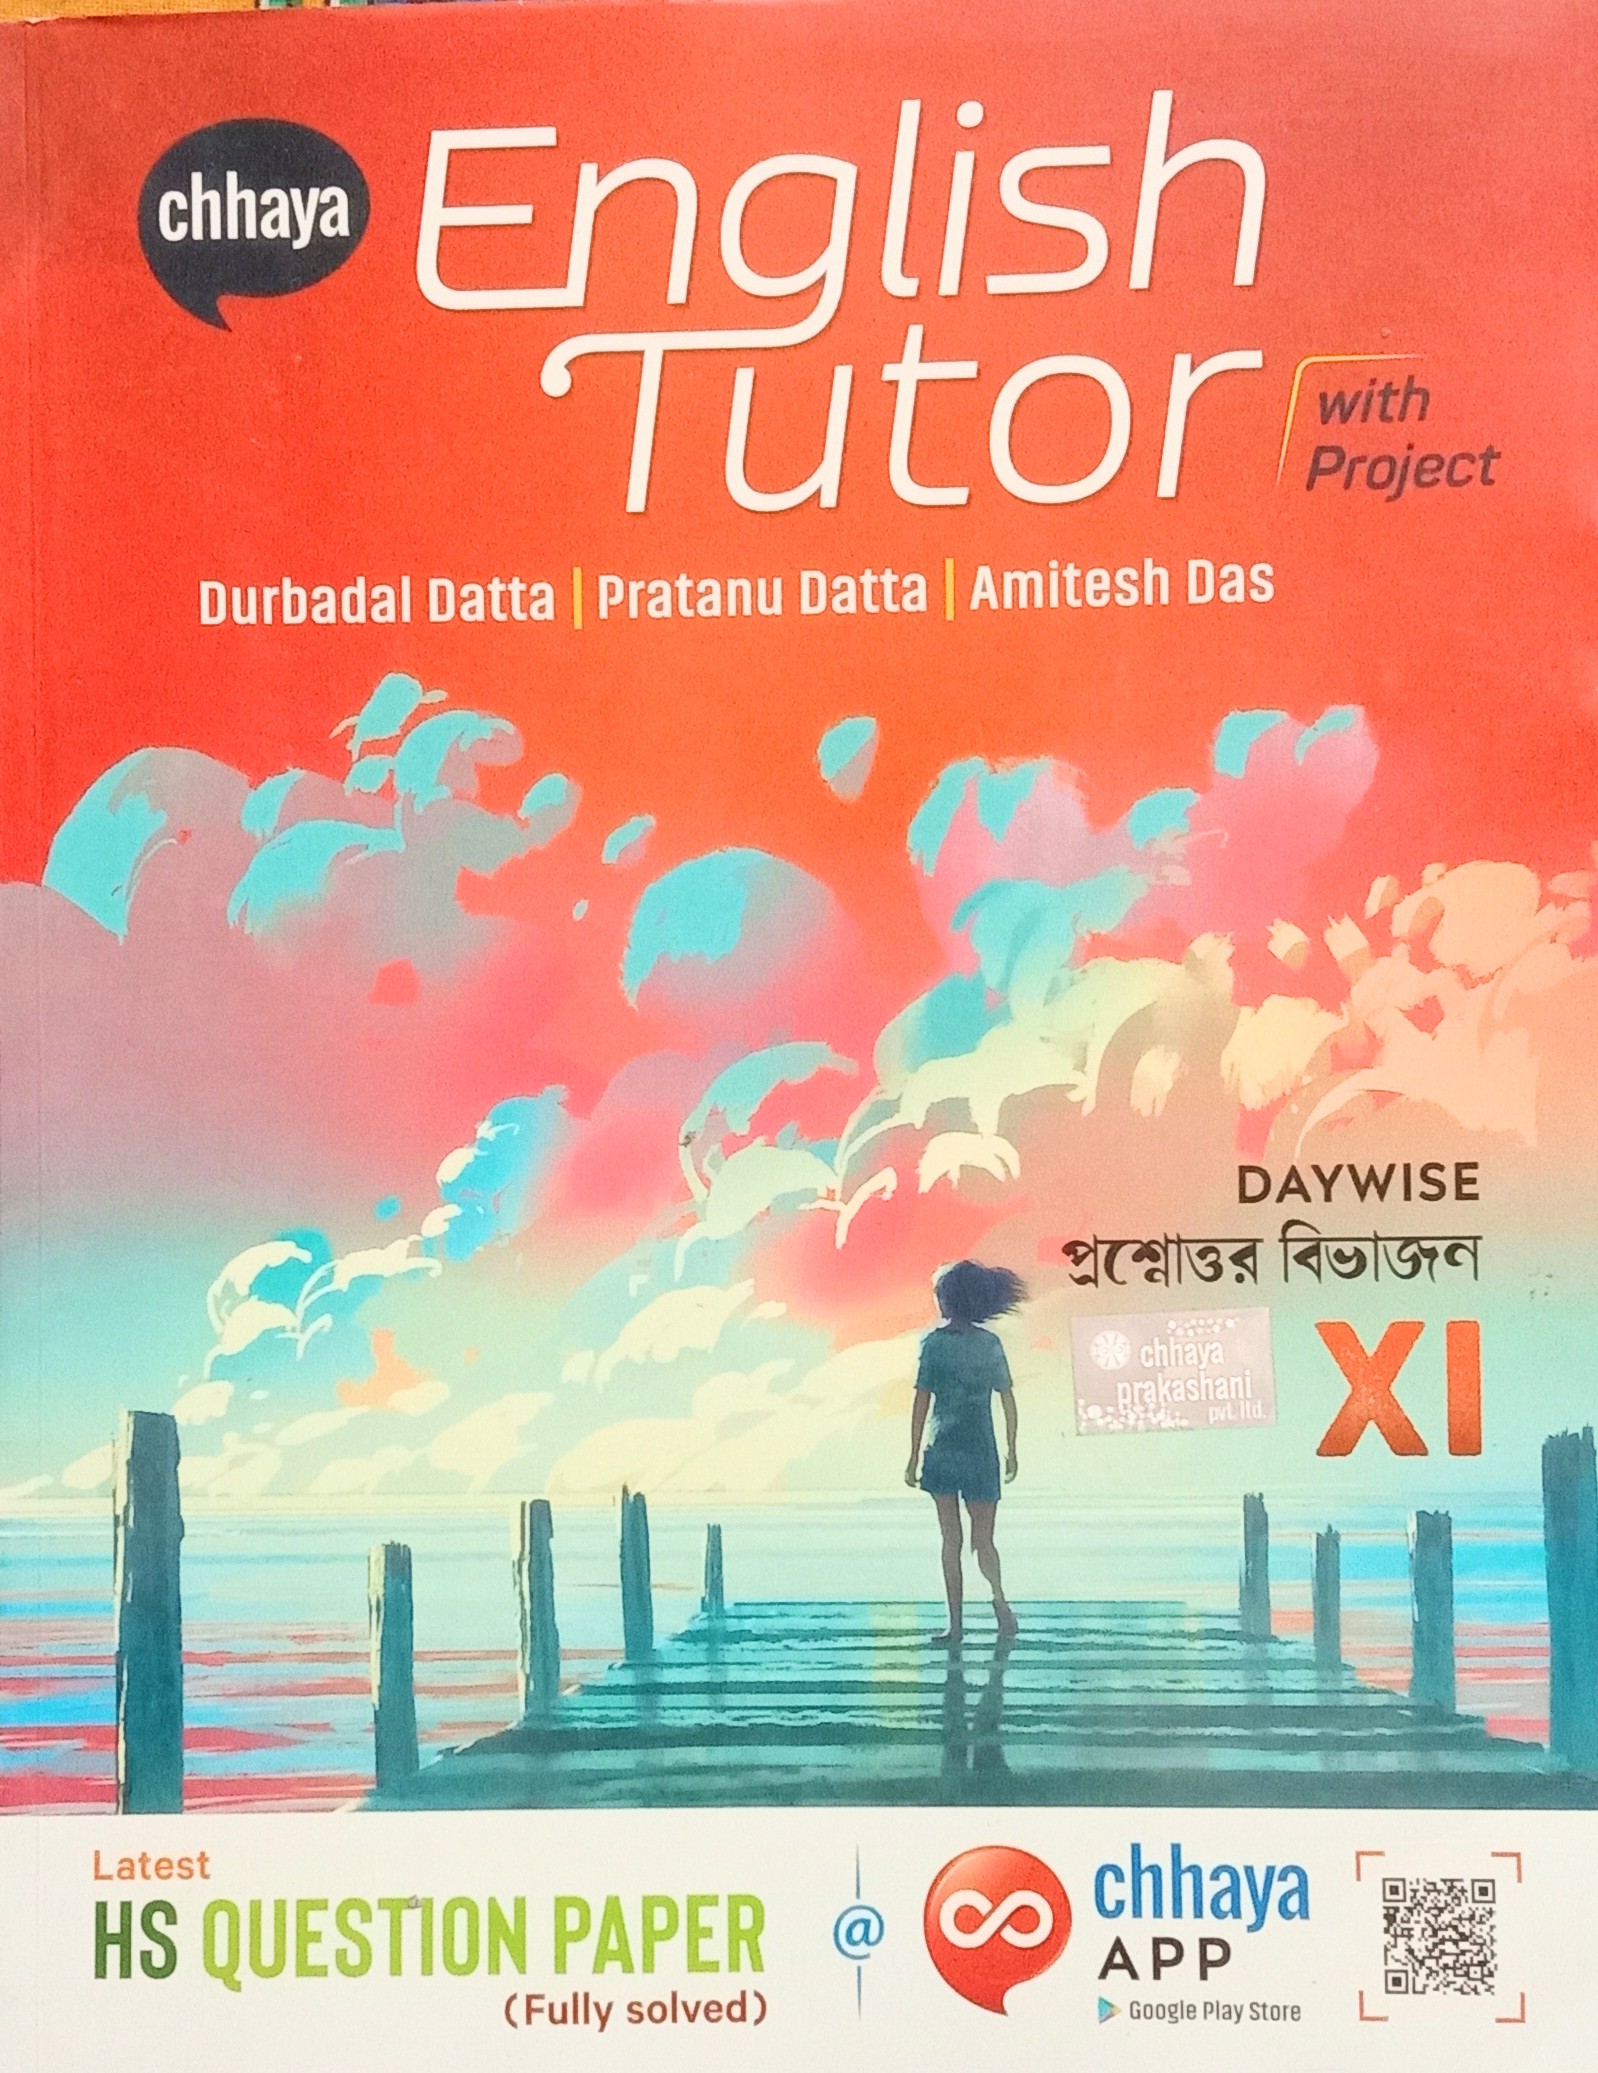 chhaya
English
Tutor
with
Project
Durbadal Datta | Pratanu Datta | Amitesh Das
DAYWISE
প্রশ্নোত্তর বিভাজন
XI
chhaya
prakashani
pvt. ltd.
Latest
HS QUESTION PAPER
(Fully solved)
@
chhaya
APP
Google Play Store